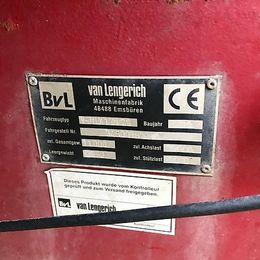 BvL
van Lengerich
Maschinenfabrik
48488 Emsbüren
CE
Fahrzeugtyp
Baujahr
Fahrgestell Nr.
zul. Gesamtgew.
zul. Achslast
Leergewicht
zul. Stützlast
Dieses Produkt wurde vom Kontrolleur
geprüft und zum Versand freigegeben.
BvL van Lengerich